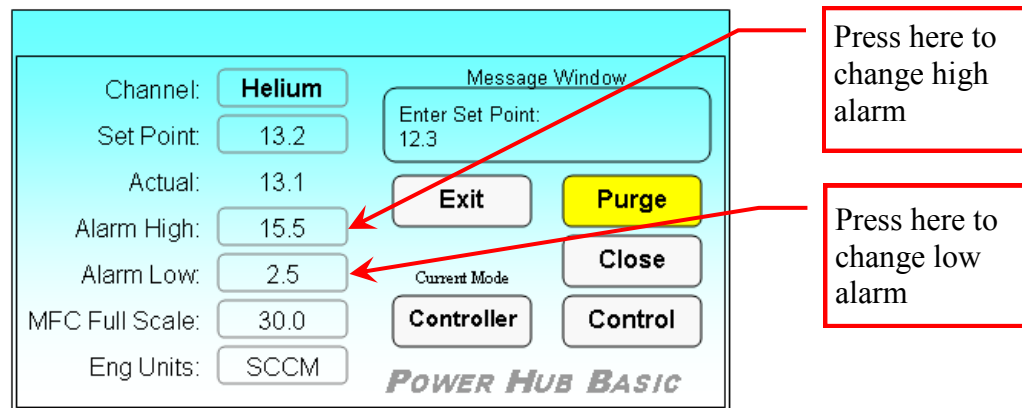 Channel: Helium
Set Point: 13.2
Actual: 13.1
Alarm High: 15.5
Alarm Low: 2.5
MFC Full Scale: 30.0
Eng Units: SCCM
Message Window
Enter Set Point:
12.3
Exit Purge
Close
Current Mode
Controller Control
POWER HUB BASIC
Press here to
change high
alarm
Press here to
change low
alarm